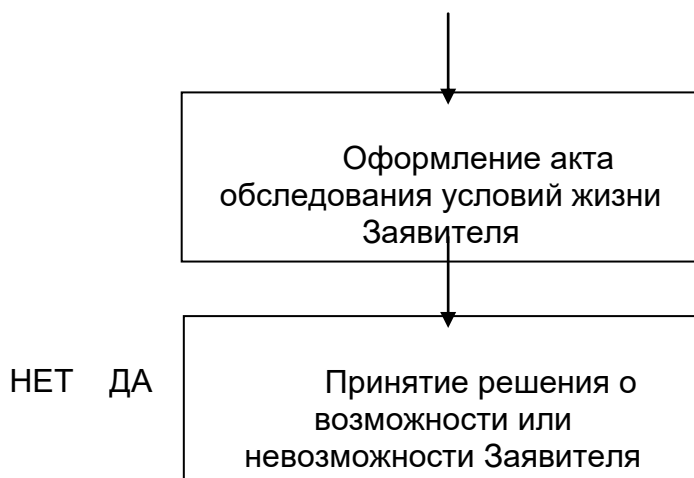 Оформление акта
обследования условий жизни
Заявителя
НЕТ ДА
Принятие решения о
возможности или
невозможности Заявителя